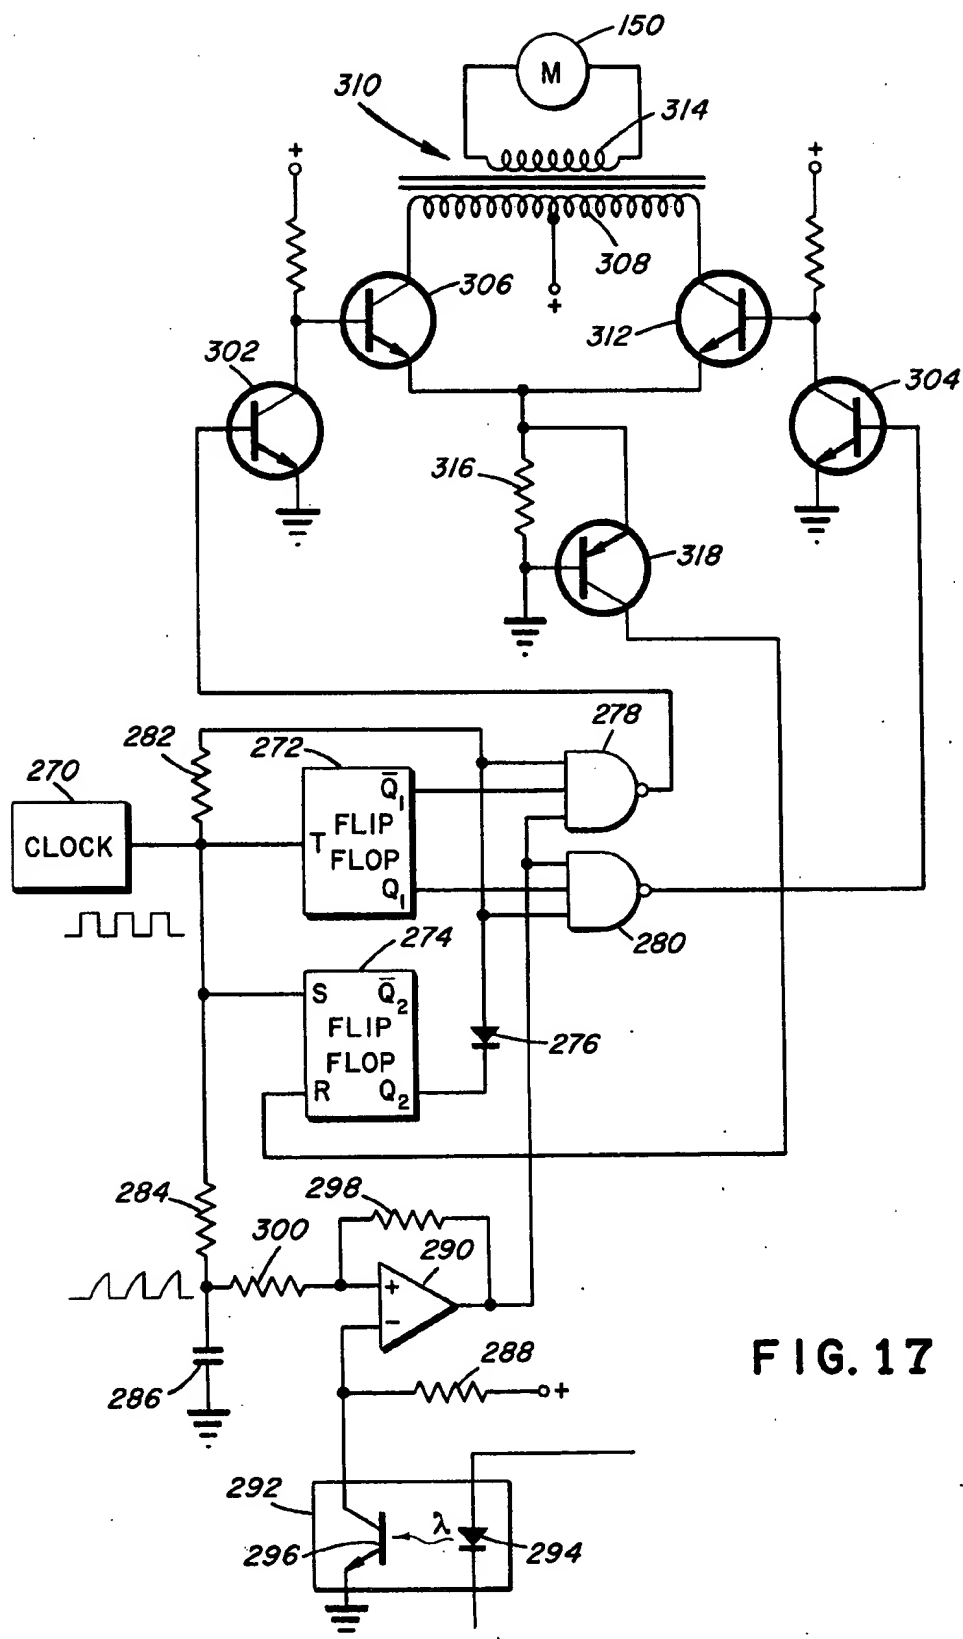 150
M
310
314
+
+
308
306
+
312
302
304
316
318
278
282
272
270
Q̅1
CLOCK
T
FLIP
FLOP
Q1
280
274
S
Q̅2
FLIP
FLOP
276
R
Q2
284
298
300
290
+
−
288
FIG. 17
286
+
292
λ
296
294